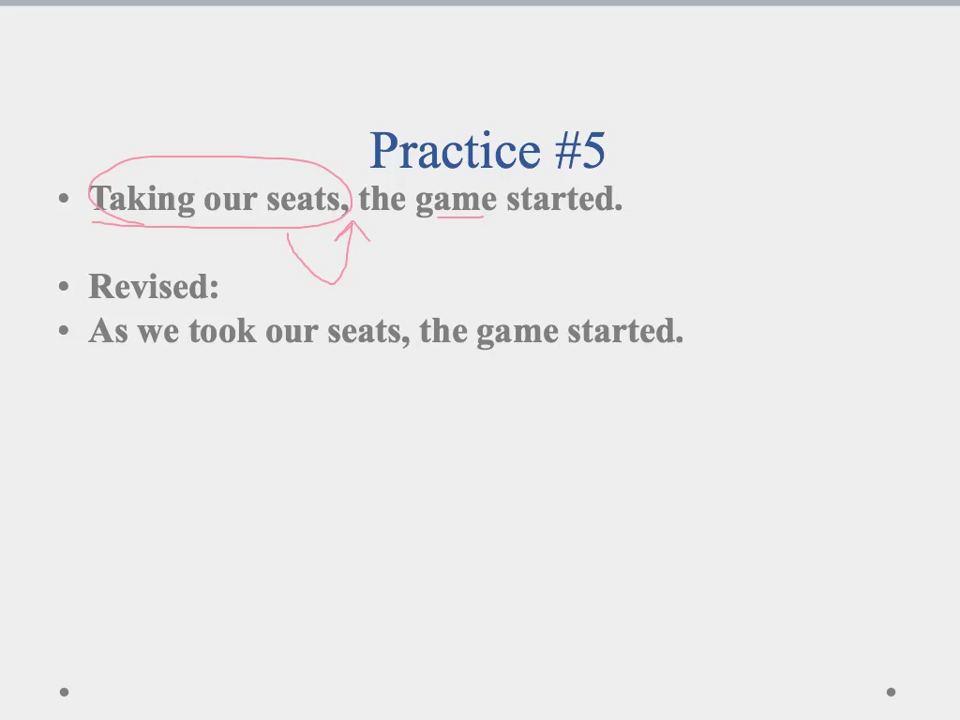 Practice #5
• Taking our seats, the game started.
• Revised:
• As we took our seats, the game started.